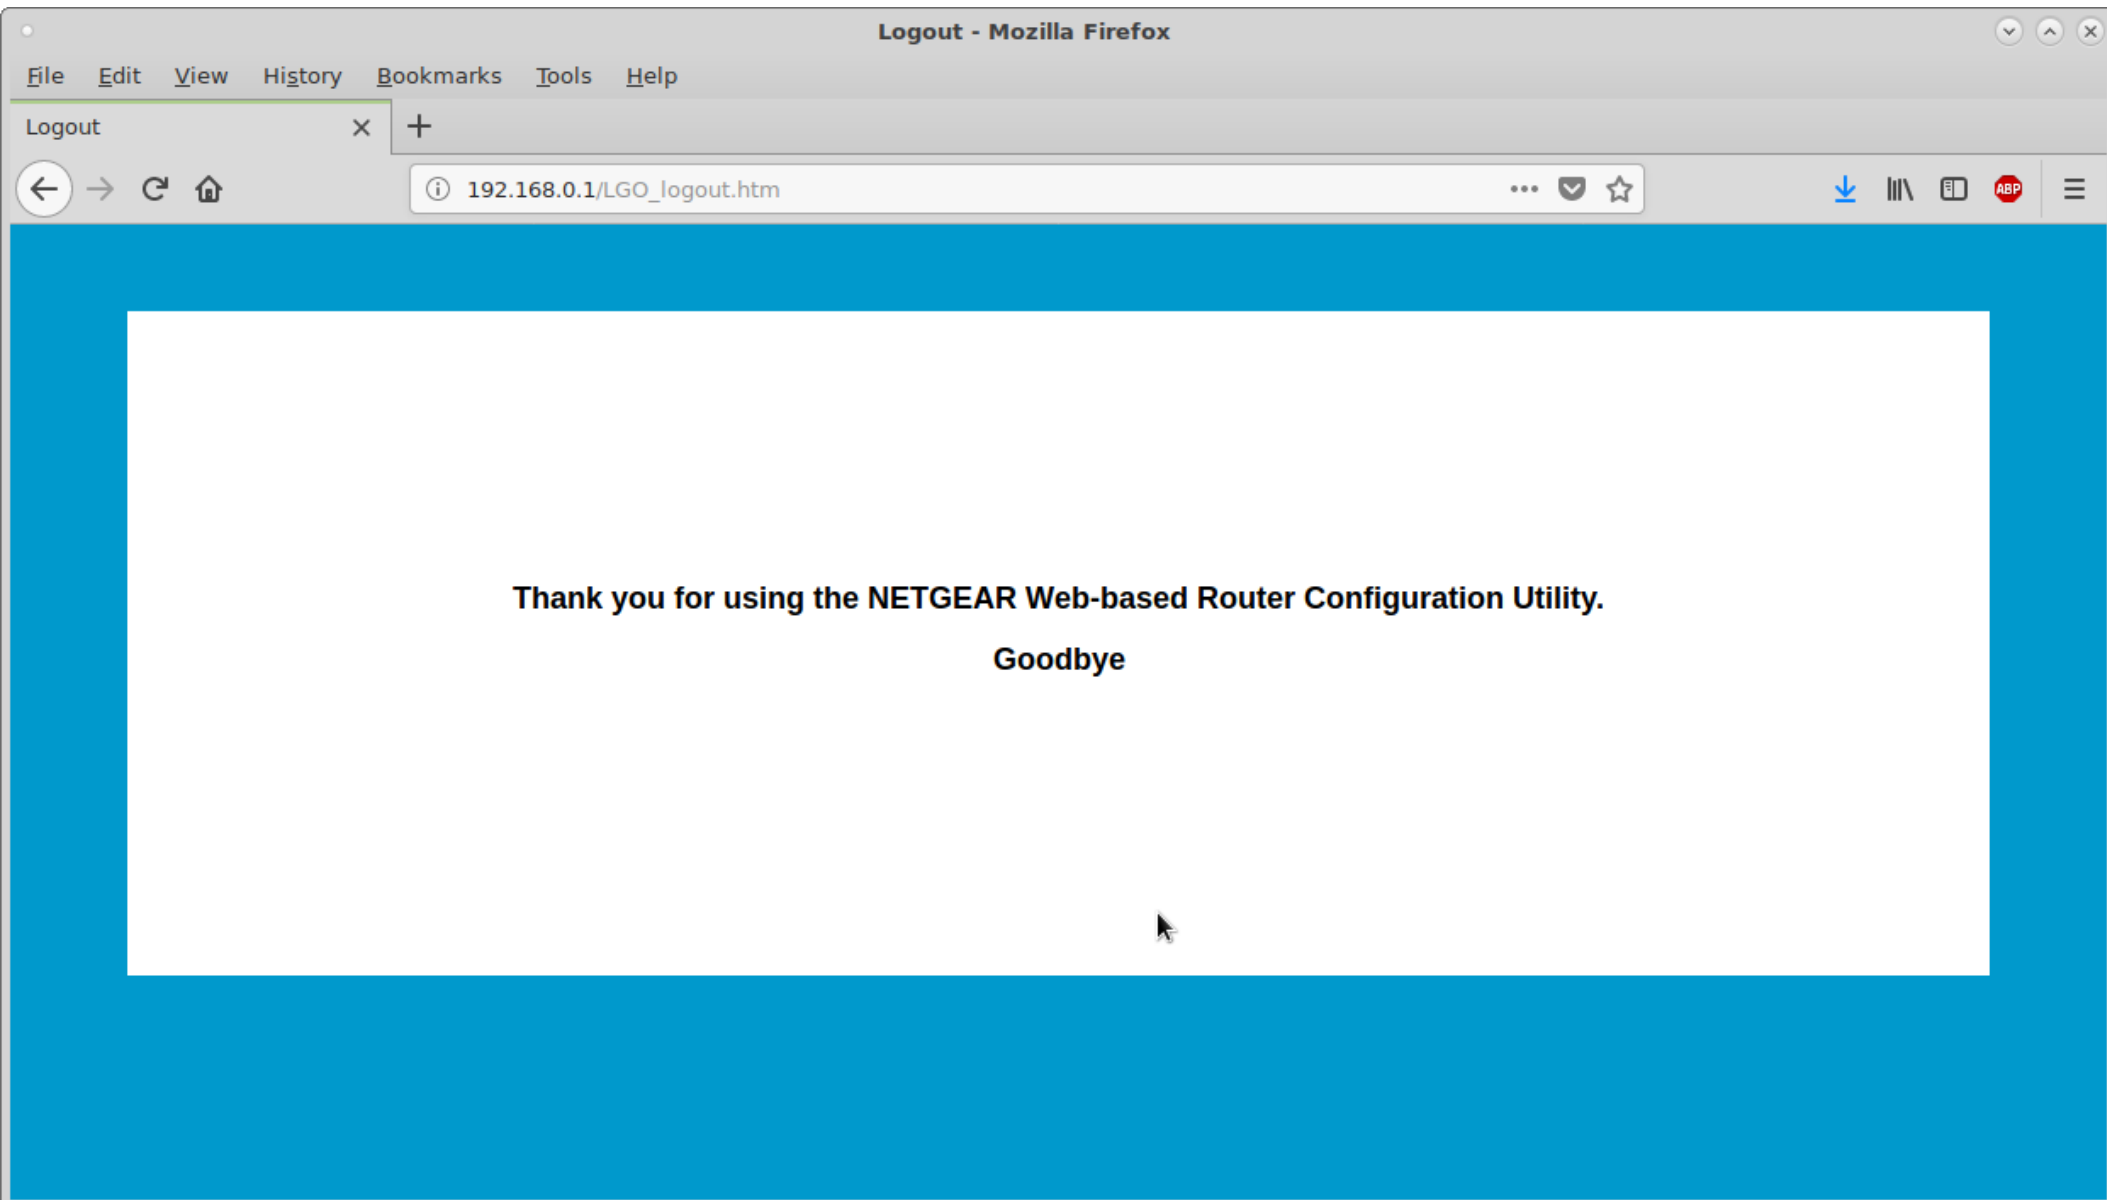 Logout - Mozilla Firefox
File Edit View History Bookmarks Tools Help
Logout
192.168.0.1/LGO_logout.htm
ABP
Thank you for using the NETGEAR Web-based Router Configuration Utility.
Goodbye